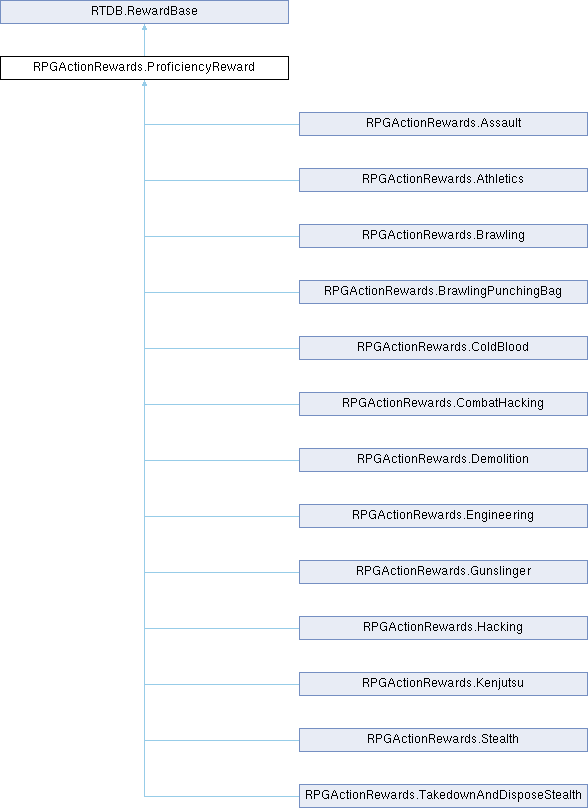 RTDB.RewardBase
RPGActionRewards.ProficiencyReward
RPGActionRewards.Assault
RPGActionRewards.Athletics
RPGActionRewards.Brawling
RPGActionRewards.BrawlingPunchingBag
RPGActionRewards.ColdBlood
RPGActionRewards.CombatHacking
RPGActionRewards.Demolition
RPGActionRewards.Engineering
RPGActionRewards.Gunslinger
RPGActionRewards.Hacking
RPGActionRewards.Kenjutsu
RPGActionRewards.Stealth
RPGActionRewards.TakedownAndDisposeStealth